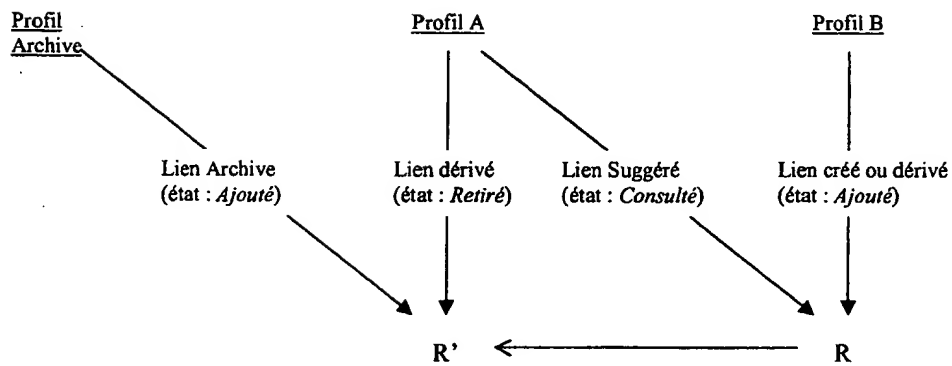 Profil
Archive
Profil A
Profil B
Lien Archive
(état : Ajouté)
Lien dérivé
(état : Retiré)
Lien Suggéré
(état : Consulté)
Lien créé ou dérivé
(état : Ajouté)
R'
R